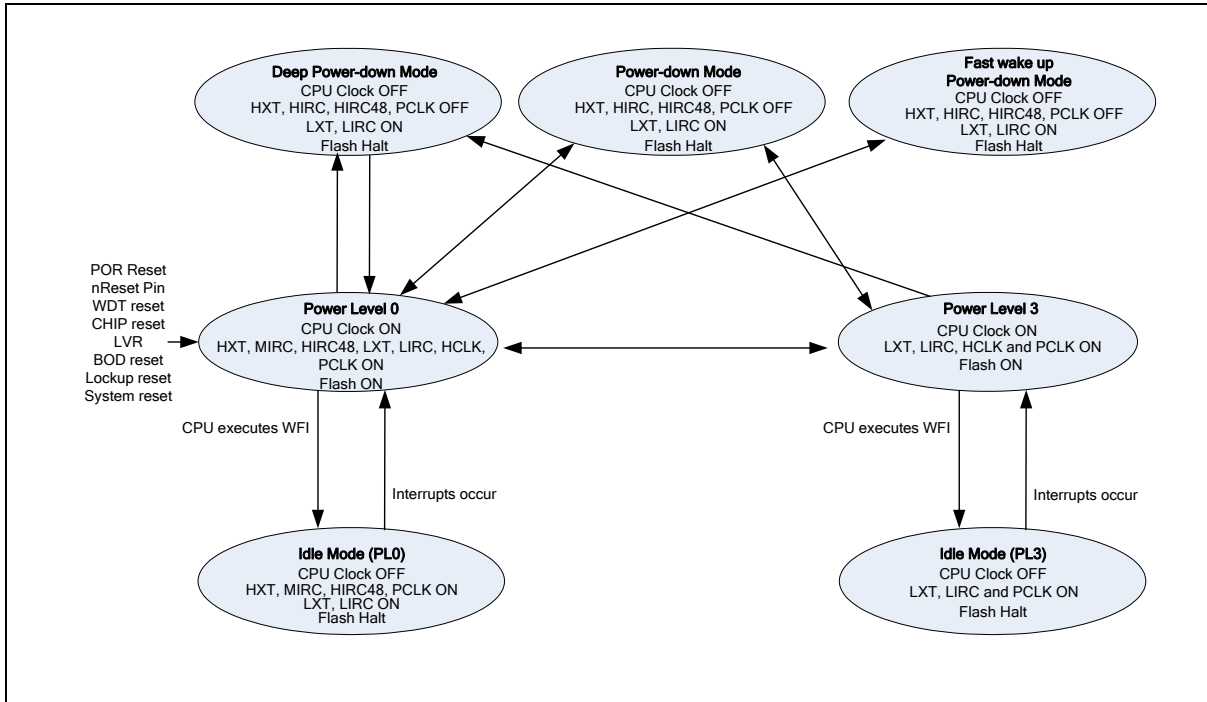 Deep Power-down Mode
CPU Clock OFF
HXT, HIRC, HIRC48, PCLK OFF
LXT, LIRC ON
Flash Halt
Power-down Mode
CPU Clock OFF
HXT, HIRC, HIRC48, PCLK OFF
LXT, LIRC ON
Flash Halt
Fast wake up
Power-down Mode
CPU Clock OFF
HXT, HIRC, HIRC48, PCLK OFF
LXT, LIRC ON
Flash Halt
POR Reset
nReset Pin
WDT reset
CHIP reset
LVR
BOD reset
Lockup reset
System reset
Power Level 0
CPU Clock ON
HXT, MIRC, HIRC48, LXT, LIRC, HCLK,
PCLK ON
Flash ON
Power Level 3
CPU Clock ON
LXT, LIRC, HCLK and PCLK ON
Flash ON
CPU executes WFI
Interrupts occur
CPU executes WFI
Interrupts occur
Idle Mode (PL0)
CPU Clock OFF
HXT, MIRC, HIRC48, PCLK ON
LXT, LIRC ON
Flash Halt
Idle Mode (PL3)
CPU Clock OFF
LXT, LIRC and PCLK ON
Flash Halt